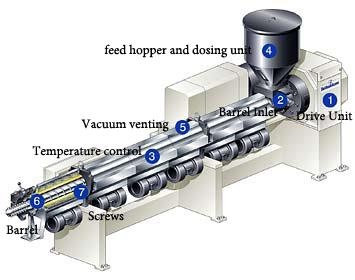 feed hopper and dosing unit
4
1
2
Barrel Inlet
Drive Unit
Vacuum venting
5
Temperature control
3
7
6
Screws
Barrel